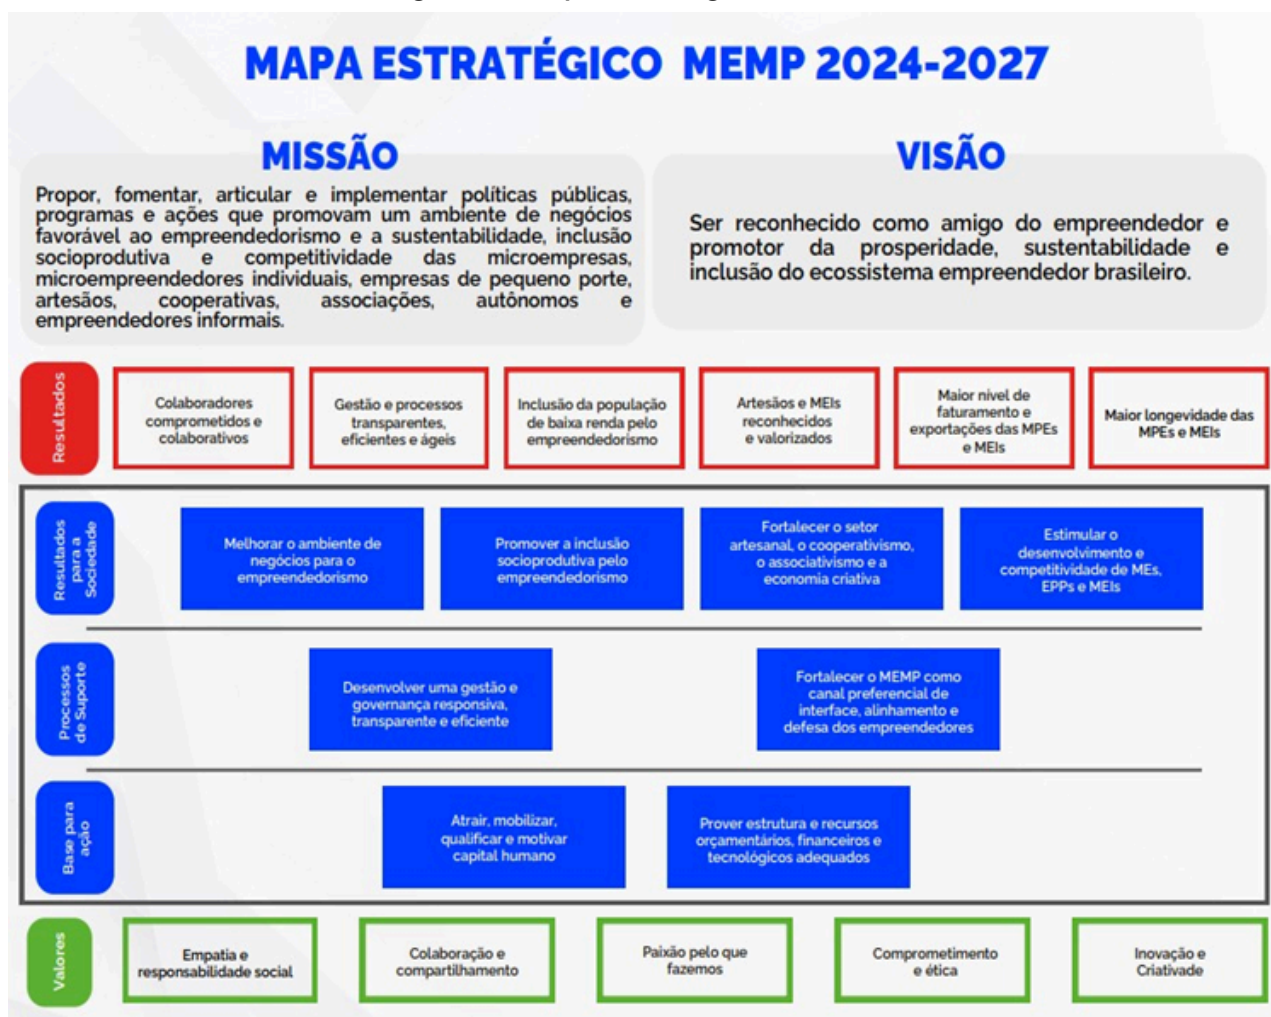 MAPA ESTRATÉGICO MEMP 2024-2027
MISSÃO
Propor, fomentar, articular e implementar políticas públicas,
programas e ações que promovam um ambiente de negócios
favorável ao empreendedorismo e a sustentabilidade, inclusão
socioprodutiva e competitividade das microempresas,
microempreendedores individuais, empresas de pequeno porte,
artesãos, cooperativas, associações, autônomos e
empreendedores informais.
VISÃO
Ser reconhecido como amigo do empreendedor e
promotor da prosperidade, sustentabilidade e
inclusão do ecossistema empreendedor brasileiro.
Resultados
Colaboradores
comprometidos e
colaborativos
Gestão e processos
transparentes,
eficientes e ágeis
Inclusão da população
de baixa renda pelo
empreendedorismo
Artesãos e MEIs
reconhecidos
e valorizados
Maior nível de
faturamento e
exportações das MPEs
e MEIs
Maior longevidade das
MPEs e MEIs
Resultados
para a
Sociedade
Melhorar o ambiente de
negócios para o
empreendedorismo
Promover a inclusão
socioprodutiva pelo
empreendedorismo
Fortalecer o setor
artesanal, o cooperativismo,
o associativismo e a
economia criativa
Estimular o
desenvolvimento e
competitividade de MEs,
EPPs e MEIs
Processos
de Suporte
Desenvolver uma gestão e
governança responsiva,
transparente e eficiente
Fortalecer o MEMP como
canal preferencial de
interface, alinhamento e
defesa dos empreendedores
Base para
ação
Atrair, mobilizar,
qualificar e motivar
capital humano
Prover estrutura e recursos
orçamentários, financeiros e
tecnológicos adequados
Valores
Empatia e
responsabilidade social
Colaboração e
compartilhamento
Paixão pelo que
fazemos
Comprometimento
e ética
Inovação e
Criativade